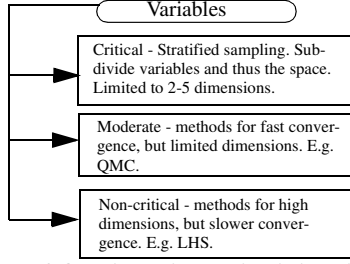 Variables
Critical - Stratified sampling. Sub-
divide variables and thus the space.
Limited to 2-5 dimensions.
Moderate - methods for fast conver-
gence, but limited dimensions. E.g.
QMC.
Non-critical - methods for high
dimensions, but slower conver-
gence. E.g. LHS.